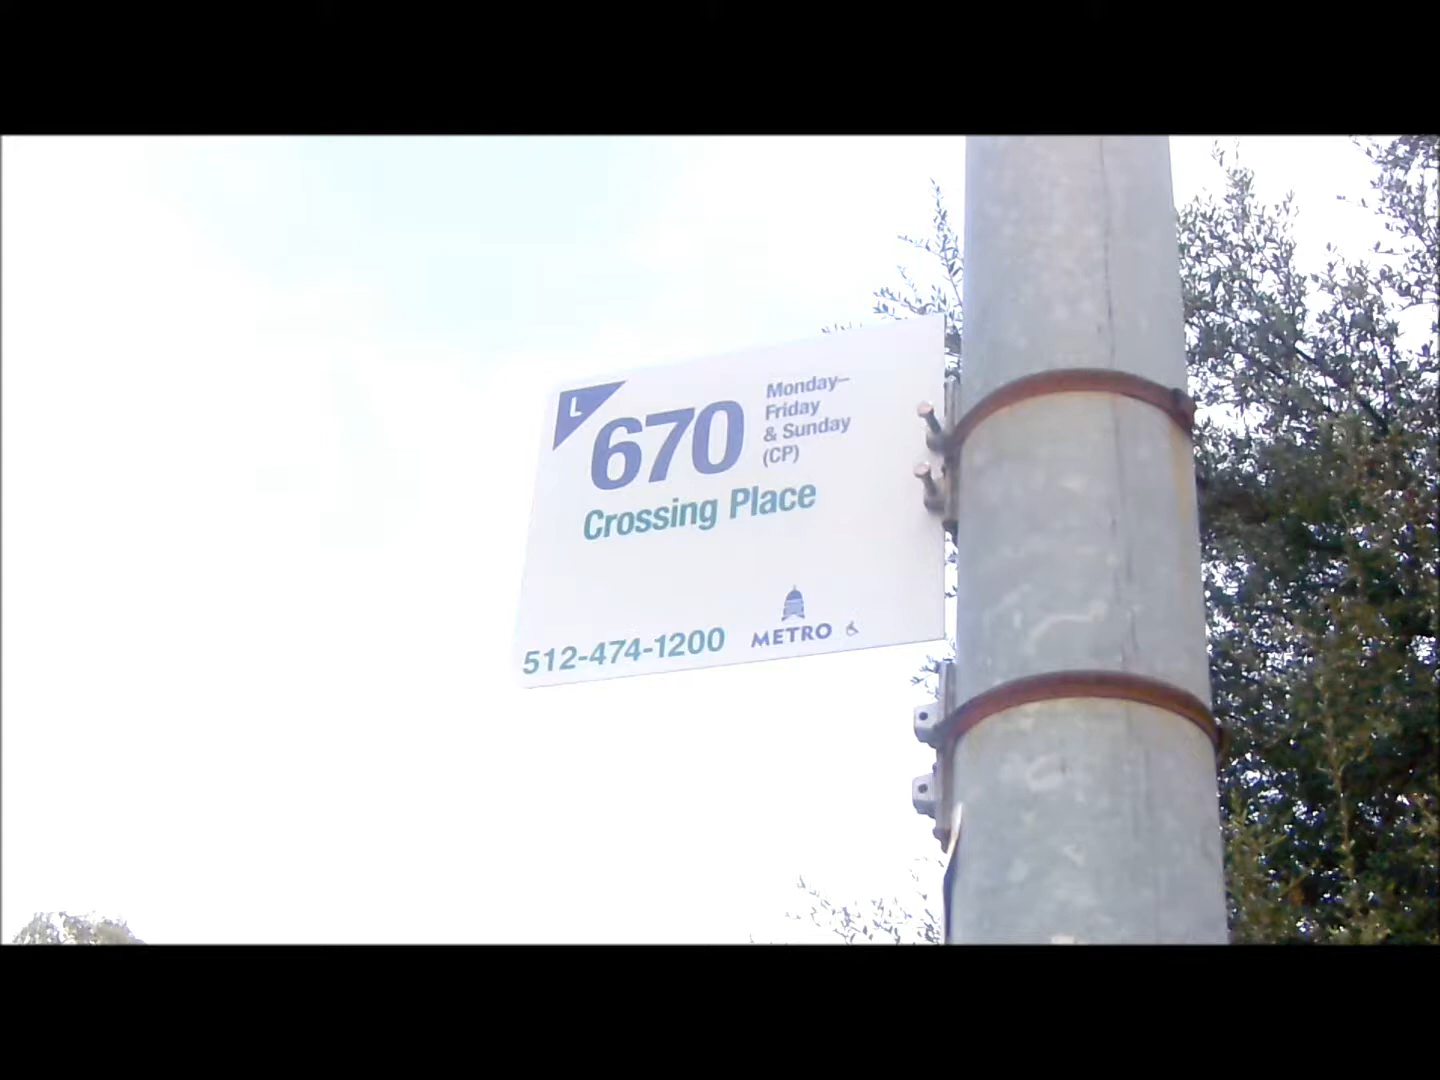 L
670
Monday–
Friday
& Sunday
(CP)
Crossing Place
512-474-1200
METRO